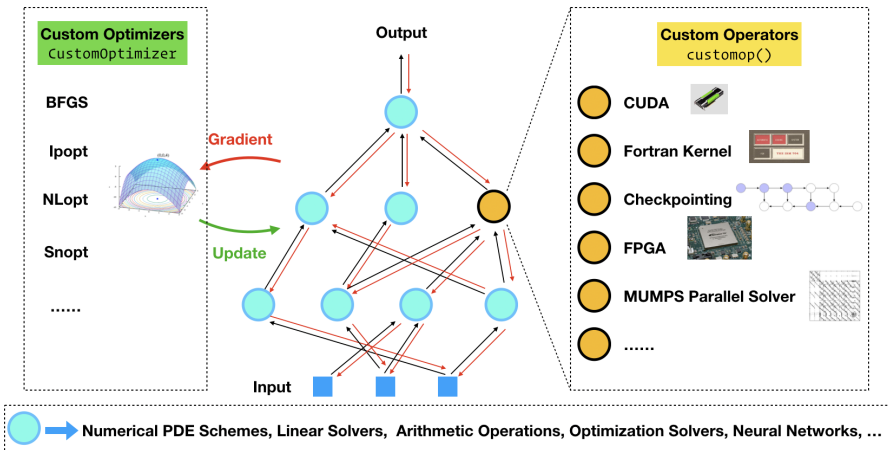 Custom Optimizers
CustomOptimizer
BFGS
Ipopt
NLopt
Snopt
......
Gradient
Update
Output
Input
Custom Operators
customop()
CUDA
Fortran Kernel
Checkpointing
FPGA
MUMPS Parallel Solver
......
Numerical PDE Schemes, Linear Solvers, Arithmetic Operations, Optimization Solvers, Neural Networks, ...